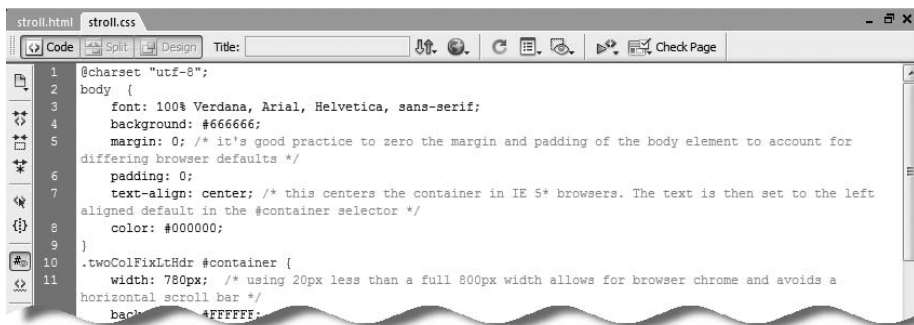 stroll.html stroll.css
Code Split Design Title: Check Page
1 @charset "utf-8";
2 body {
3 font: 100% Verdana, Arial, Helvetica, sans-serif;
4 background: #666666;
5 margin: 0; /* it's good practice to zero the margin and padding of the body element to account for
differing browser defaults */
6 padding: 0;
7 text-align: center; /* this centers the container in IE 5* browsers. The text is then set to the left
aligned default in the #container selector */
8 color: #000000;
9 }
10 .twoColFixLtHdr #container {
11 width: 780px; /* using 20px less than a full 800px width allows for browser chrome and avoids a
horizontal scroll bar */
#FFFFFF;